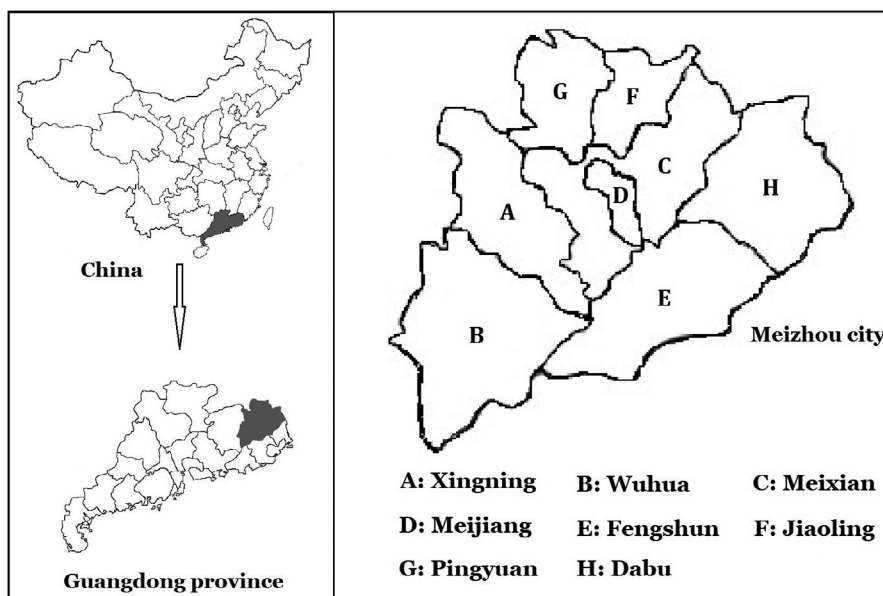 China
Guangdong province
G
F
C
D
H
A
E
B
Meizhou city
A: Xingning B: Wuhua C: Meixian
D: Meijiang E: Fengshun F: Jiaoling
G: Pingyuan H: Dabu